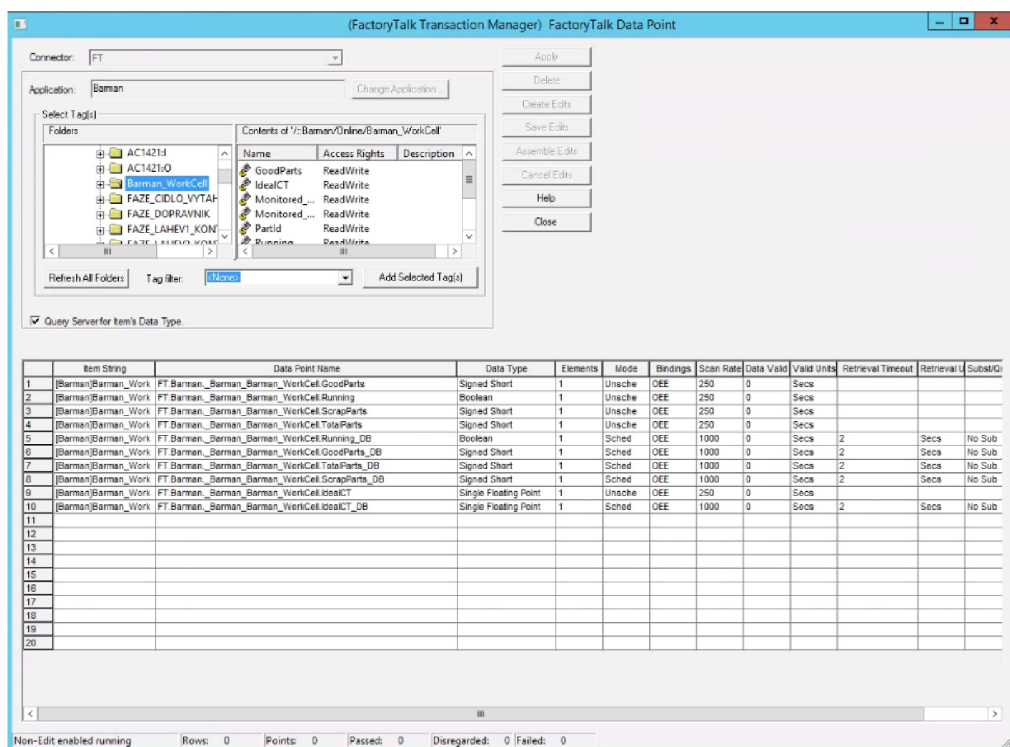 (FactoryTalk Transaction Manager) FactoryTalk Data Point
Connector: FT
Apply
Application: Barman Change Application...
Delete
Select Tag(s)
Create Edits
Folders Contents of '/::Barman/Online/Barman_WorkCell'
Save Edits
AC1421:I Name Access Rights Description
Assemble Edits
AC1421:O GoodParts ReadWrite
Cancel Edits
Barman_WorkCell IdealCT ReadWrite
Help
FAZE_CIDLO_VYTAH Monitored_... ReadWrite
FAZE_DOPRAVNIK Monitored_... ReadWrite
Close
FAZE_LAHEV1_KON PartId ReadWrite
Running ReadWrite
Refresh All Folders Tag filter: <None> Add Selected Tag(s)
Query Server for Item's Data Type.
Item String Data Point Name Data Type Elements Mode Bindings Scan Rate Data Valid Valid Units Retrieval Timeout Retrieval U Subst/Qu
1 [Barman]Barman_Work FT.Barman._Barman_Barman_WorkCell.GoodParts Signed Short 1 Unsche OEE 250 0 Secs
2 [Barman]Barman_Work FT.Barman._Barman_Barman_WorkCell.Running Boolean 1 Unsche OEE 250 0 Secs
3 [Barman]Barman_Work FT.Barman._Barman_Barman_WorkCell.ScrapParts Signed Short 1 Unsche OEE 250 0 Secs
4 [Barman]Barman_Work FT.Barman._Barman_Barman_WorkCell.TotalParts Signed Short 1 Unsche OEE 250 0 Secs
5 [Barman]Barman_Work FT.Barman._Barman_Barman_WorkCell.Running_DB Boolean 1 Sched OEE 1000 0 Secs 2 Secs No Sub
6 [Barman]Barman_Work FT.Barman._Barman_Barman_WorkCell.GoodParts_DB Signed Short 1 Sched OEE 1000 0 Secs 2 Secs No Sub
7 [Barman]Barman_Work FT.Barman._Barman_Barman_WorkCell.TotalParts_DB Signed Short 1 Sched OEE 1000 0 Secs 2 Secs No Sub
8 [Barman]Barman_Work FT.Barman._Barman_Barman_WorkCell.ScrapParts_DB Signed Short 1 Sched OEE 1000 0 Secs 2 Secs No Sub
9 [Barman]Barman_Work FT.Barman._Barman_Barman_WorkCell.IdealCT Single Floating Point 1 Unsche OEE 250 0 Secs
10 [Barman]Barman_Work FT.Barman._Barman_Barman_WorkCell.IdealCT_DB Single Floating Point 1 Sched OEE 1000 0 Secs 2 Secs No Sub
11
12
13
14
15
16
17
18
19
20
Non-Edit enabled running Rows: 0 Points: 0 Passed: 0 Disregarded: 0 Failed: 0